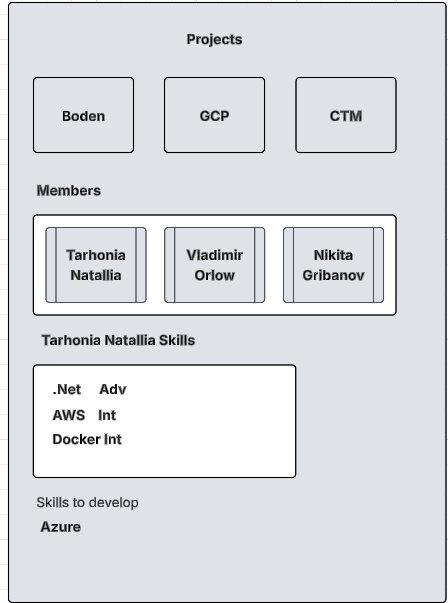 Projects
Boden GCP CTM
Members
Tarhonia Vladimir Nikita
Natallia Orlow Gribanov
Tarhonia Natallia Skills
.Net Adv
AWS Int
Docker Int
Skills to develop
Azure